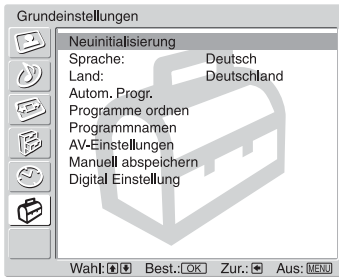 Grundeinstellungen
Neuinitialisierung
Sprache: Deutsch
Land: Deutschland
Autom. Progr.
Programme ordnen
Programmnamen
AV-Einstellungen
Manuell abspeichern
Digital Einstellung
Wahl: Best.: OK Zur.: Aus: MENU